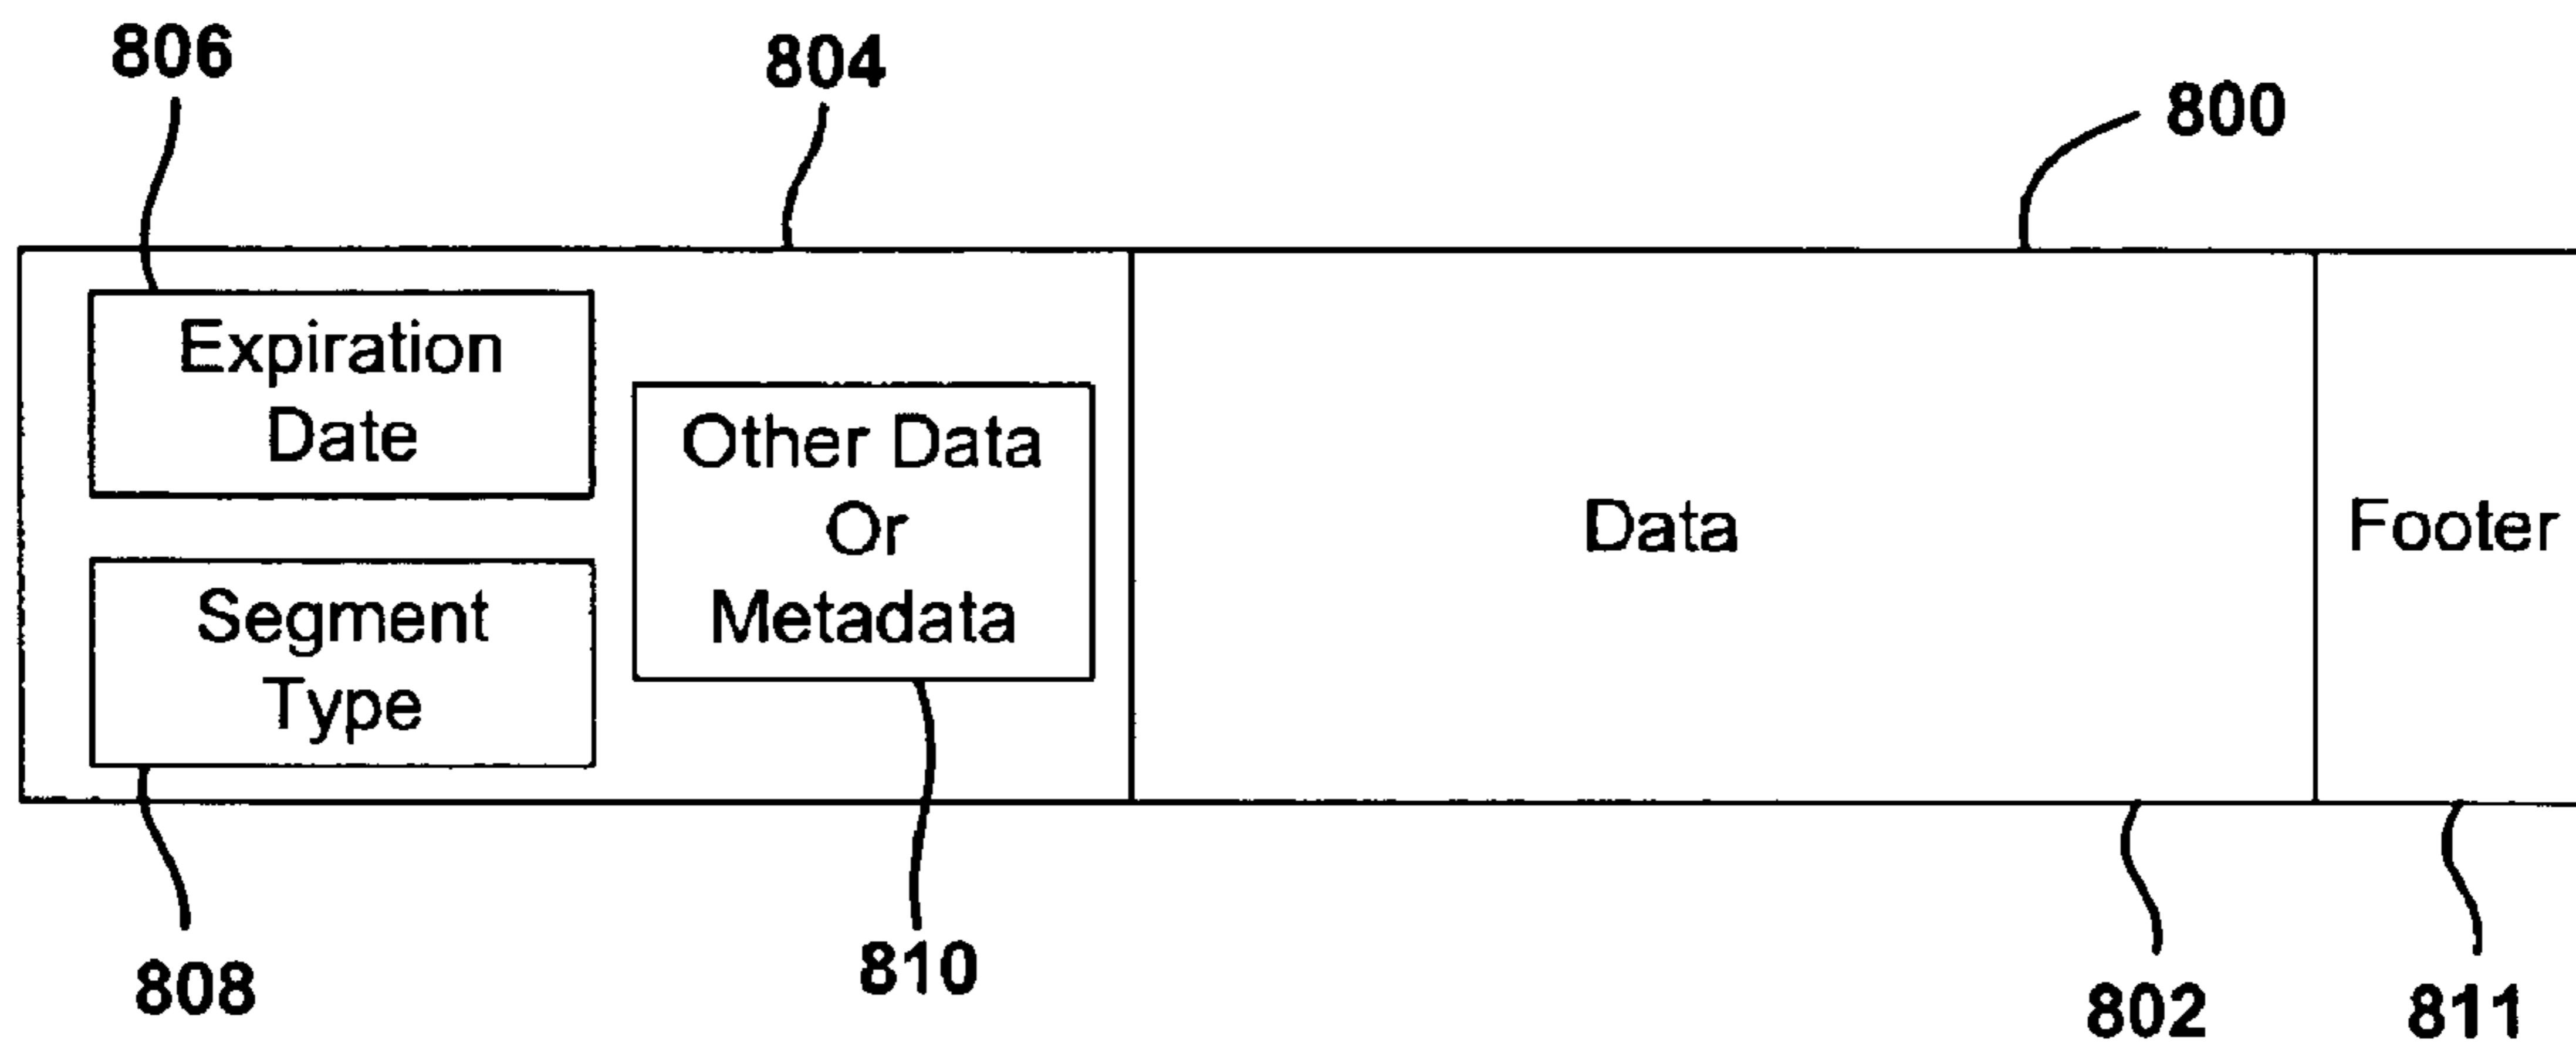 806
804
800
Expiration
Date
Other Data
Or
Metadata
Segment
Type
Data
Footer
808
810
802
811